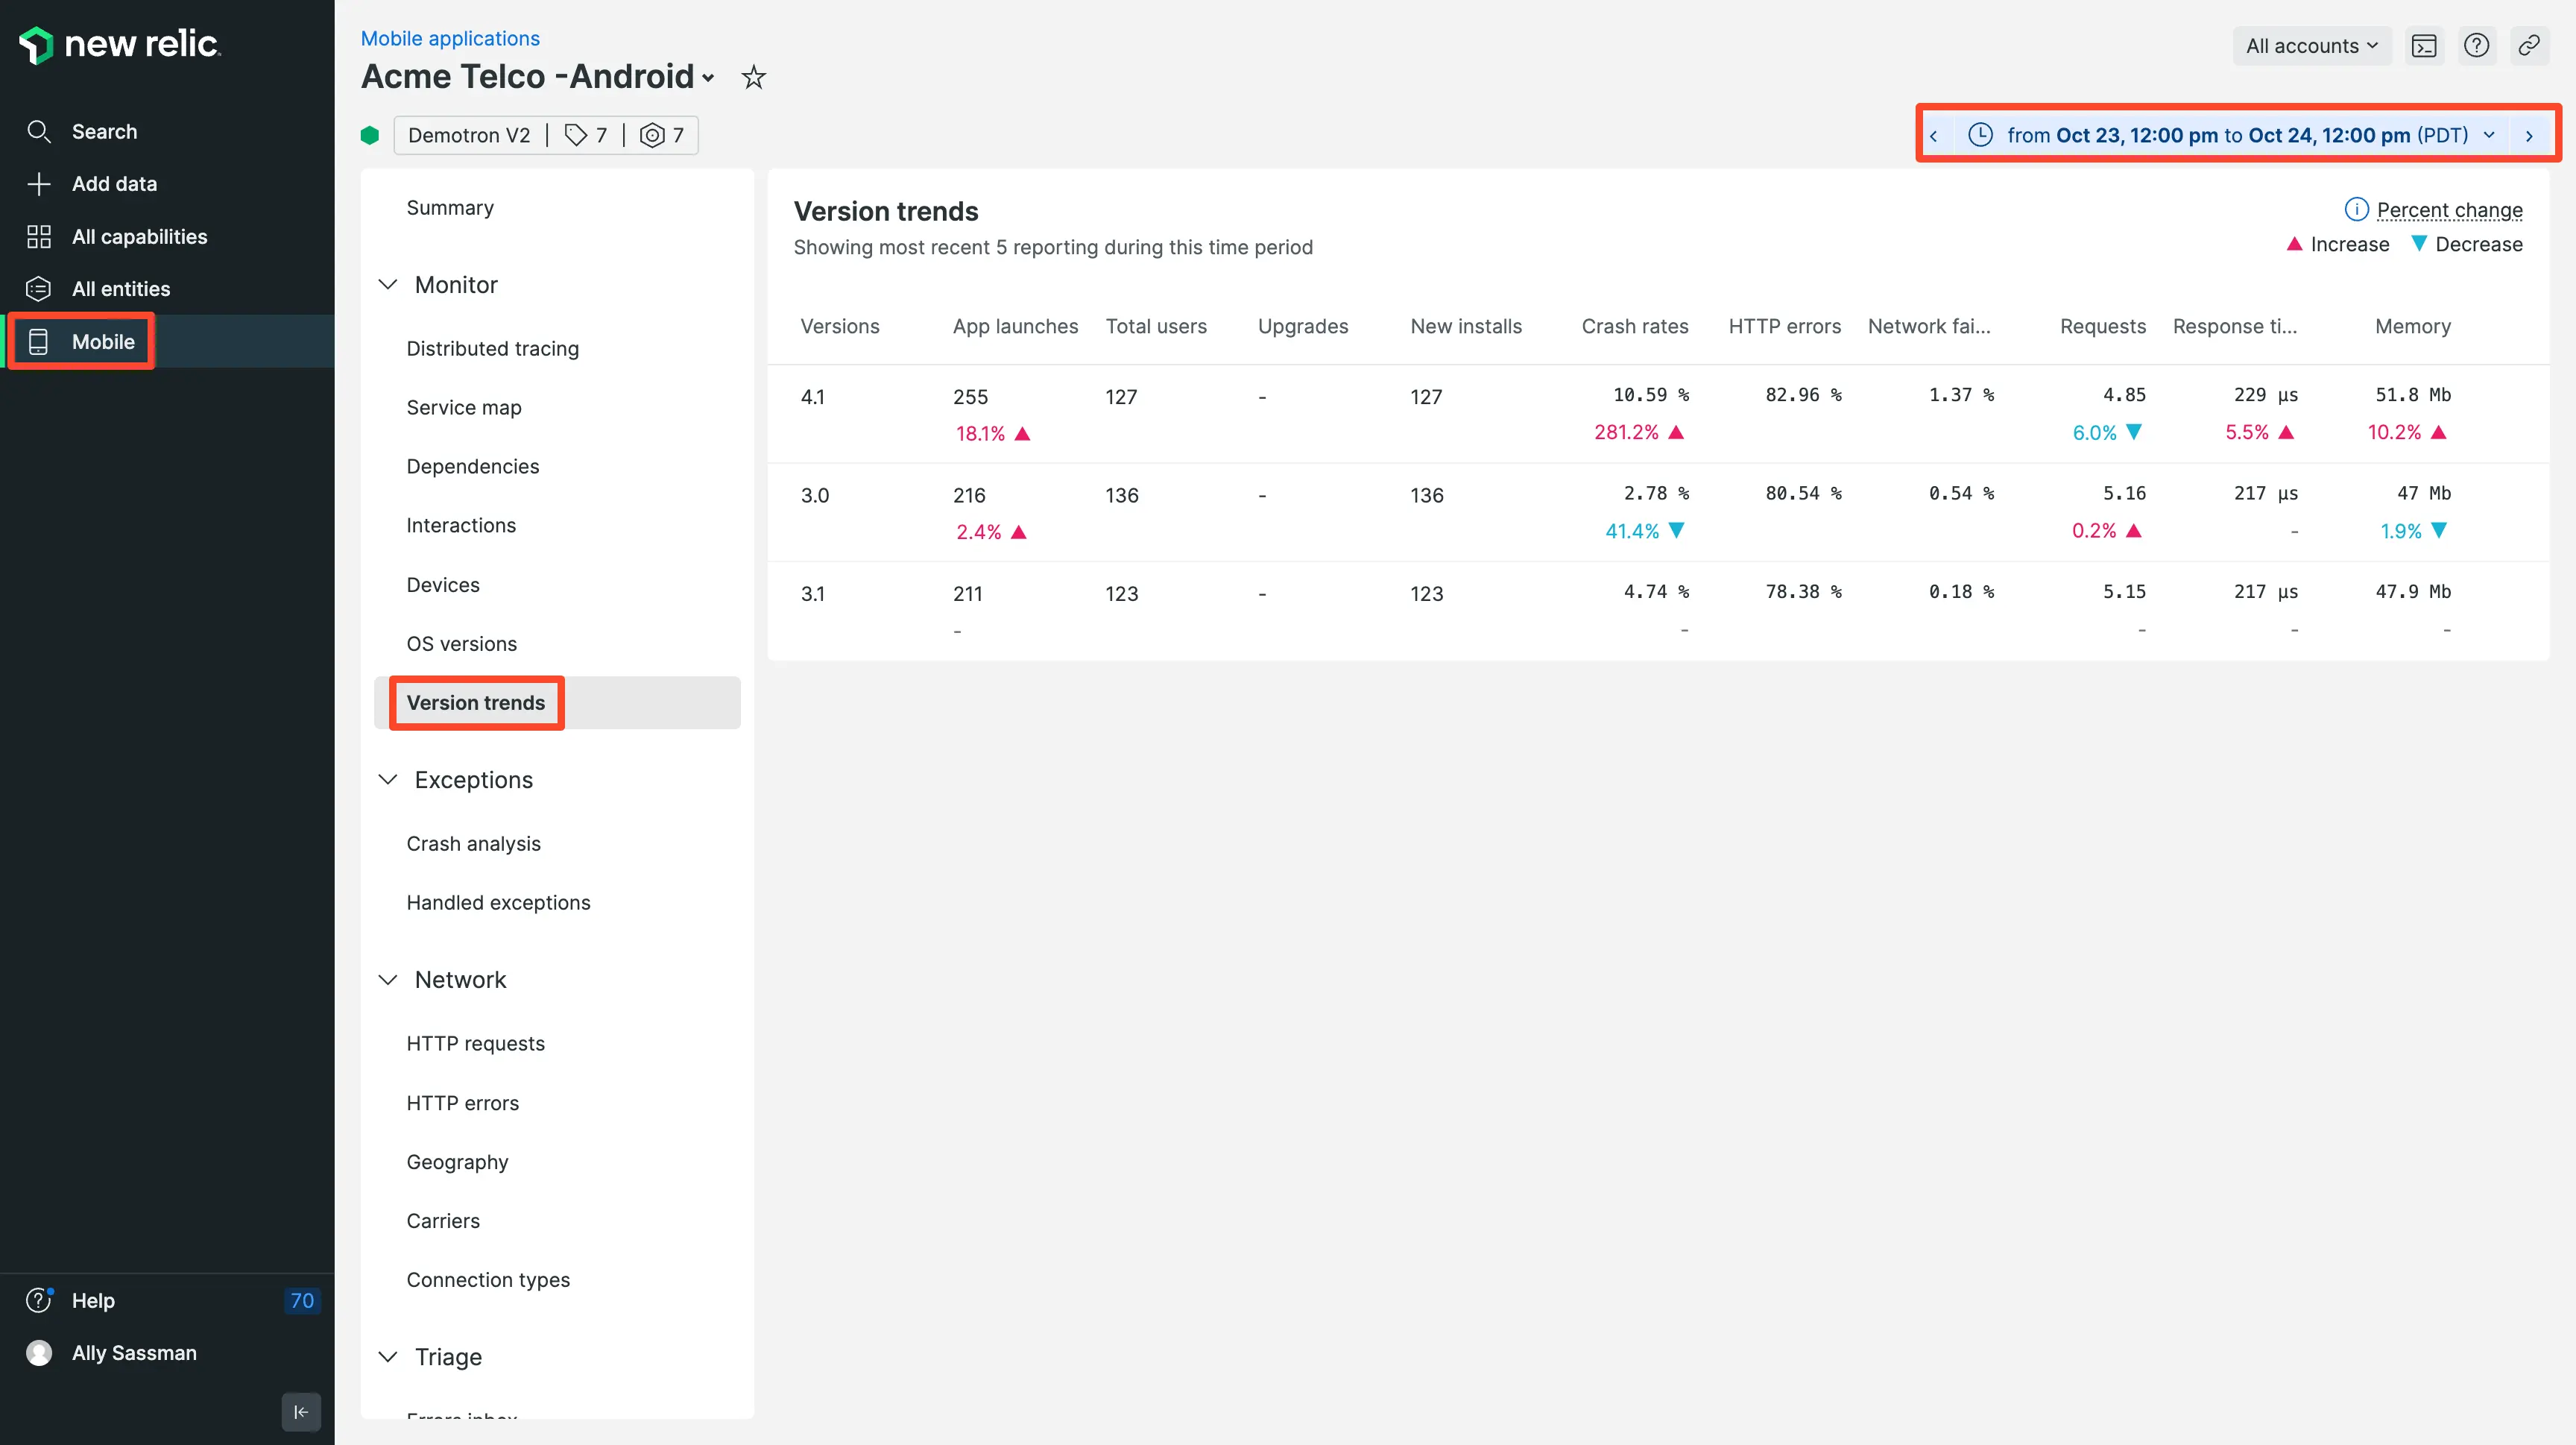 new relic
Search
Add data
All capabilities
All entities
Mobile
Help 70
Ally Sassman
Mobile applications
Acme Telco -Android
Demotron V2 | 7 | 7
All accounts
from Oct 23, 12:00 pm to Oct 24, 12:00 pm (PDT)
Summary
Monitor
Distributed tracing
Service map
Dependencies
Interactions
Devices
OS versions
Version trends
Exceptions
Crash analysis
Handled exceptions
Network
HTTP requests
HTTP errors
Geography
Carriers
Connection types
Triage
Errors inbox
Version trends
Showing most recent 5 reporting during this time period
Percent change
▲ Increase ▼ Decrease
Versions App launches Total users Upgrades New installs Crash rates HTTP errors Network fai... Requests Response ti... Memory
4.1 255 127 - 127 10.59 % 82.96 % 1.37 % 4.85 229 µs 51.8 Mb
18.1% ▲ 281.2% ▲ 6.0% ▼ 5.5% ▲ 10.2% ▲
3.0 216 136 - 136 2.78 % 80.54 % 0.54 % 5.16 217 µs 47 Mb
2.4% ▲ 41.4% ▼ 0.2% ▲ - 1.9% ▼
3.1 211 123 - 123 4.74 % 78.38 % 0.18 % 5.15 217 µs 47.9 Mb
- - - - -